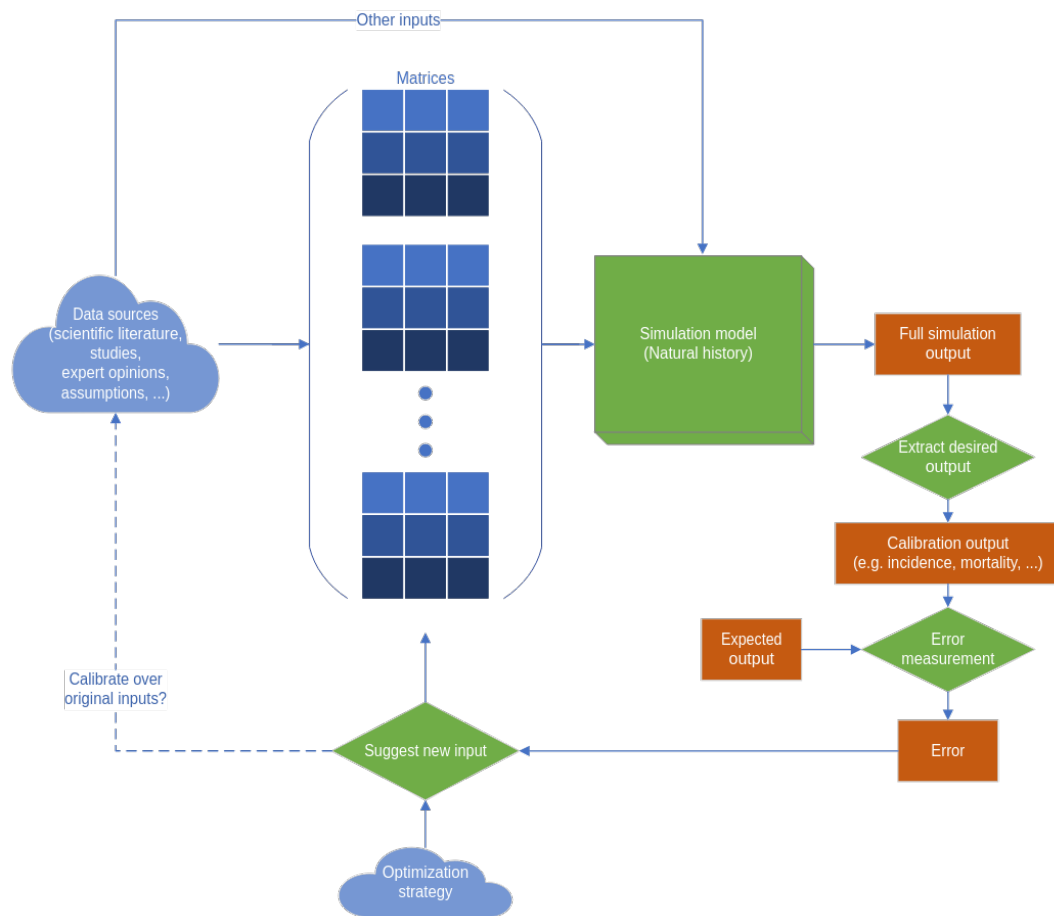 Other inputs
Matrices
Data sources
(scientific literature,
studies,
expert opinions,
assumptions, ...)
Simulation model
(Natural history)
Full simulation
output
Extract desired
output
Calibration output
(e.g. incidence, mortality, ...)
Expected
output
Error
measurement
Calibrate over
original inputs?
Suggest new input
Error
Optimization
strategy